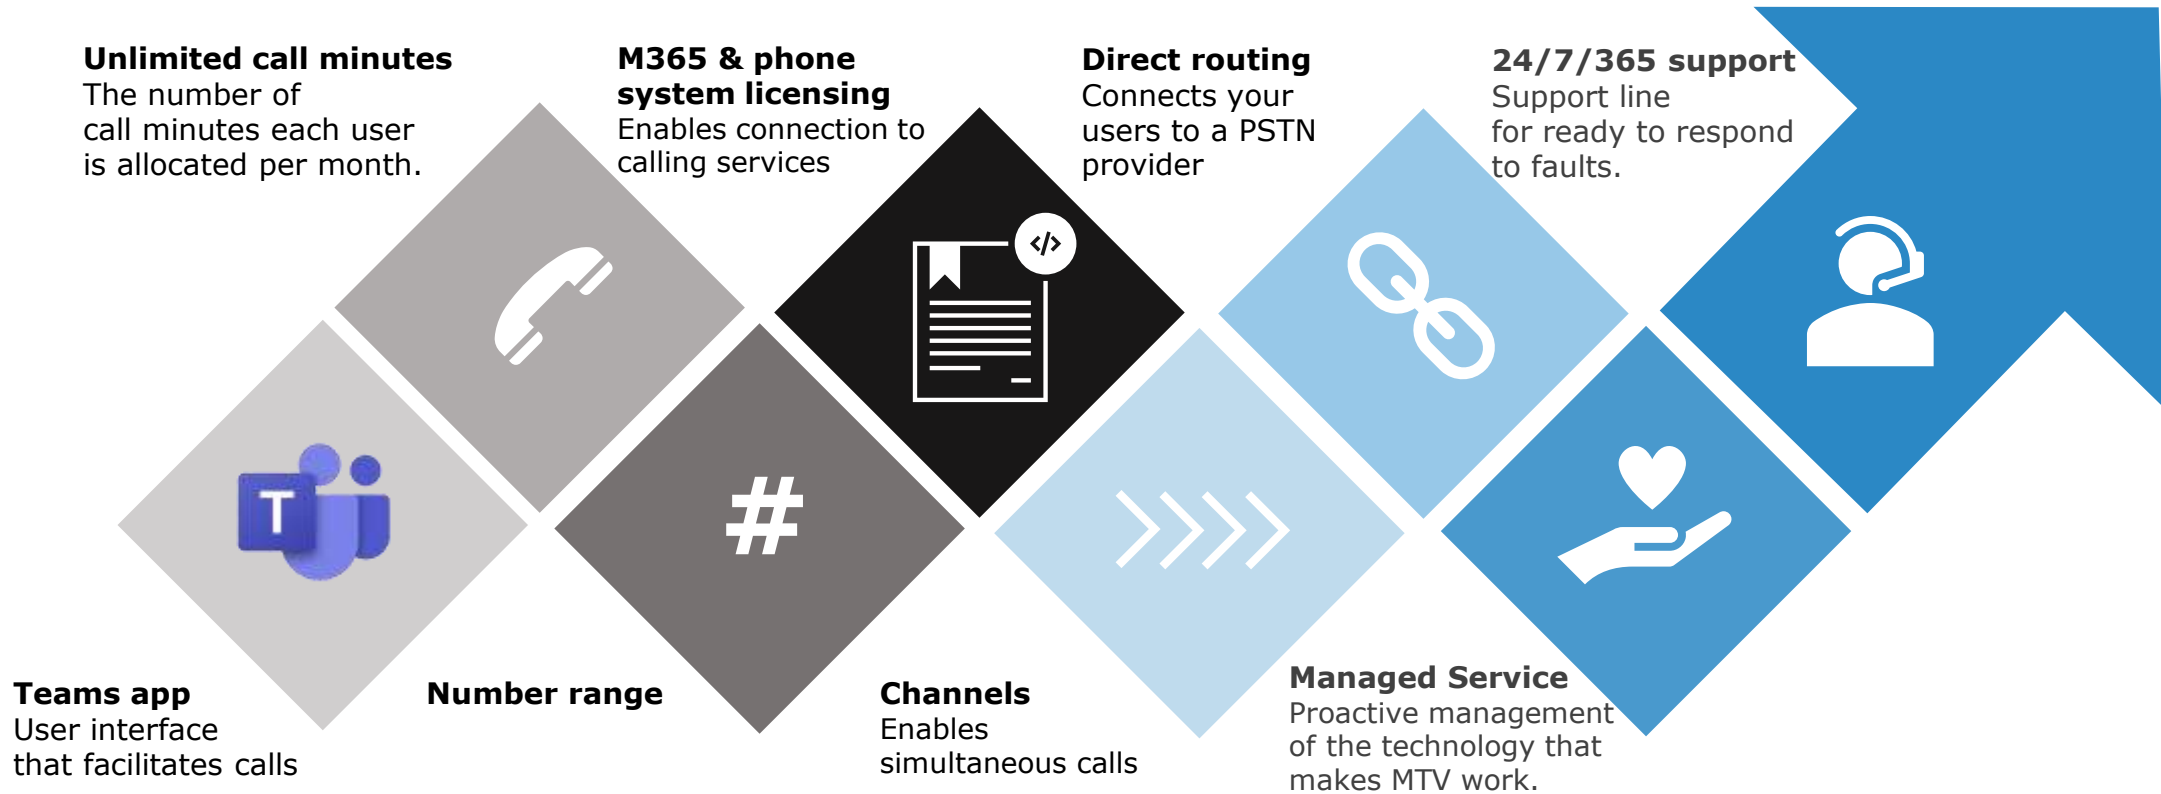 Unlimited call minutes
The number of
call minutes each user
is allocated per month.
M365 & phone
system licensing
Enables connection to
calling services
Direct routing
Connects your
users to a PSTN
provider
24/7/365 support
Support line
for ready to respond
to faults.
</>
T
#
Teams app
User interface
that facilitates calls
Number range
Channels
Enables
simultaneous calls
Managed Service
Proactive management
of the technology that
makes MTV work.